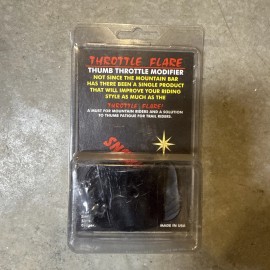 THROTTLE FLARE
THUMB THROTTLE MODIFIER
NOT SINCE THE MOUNTAIN BAR
HAS THERE BEEN A SINGLE PRODUCT
THAT WILL IMPROVE YOUR RIDING
STYLE AS MUCH AS THE
THROTTLE FLARE!
A MUST FOR MOUNTAIN RIDERS AND A SOLUTION
TO THUMB FATIGUE FOR TRAIL RIDERS.
MADE IN USA